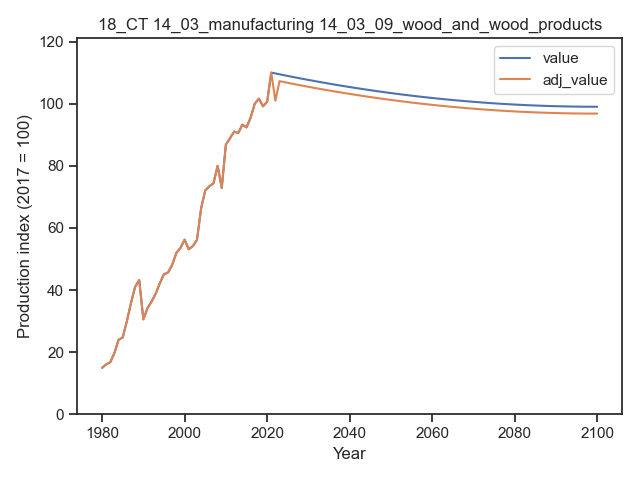 18_CT 14_03_manufacturing 14_03_09_wood_and_wood_products
value
adj_value
Production index (2017 = 100)
120
100
80
60
40
20
0
1980
2000
2020
2040
2060
2080
2100
Year